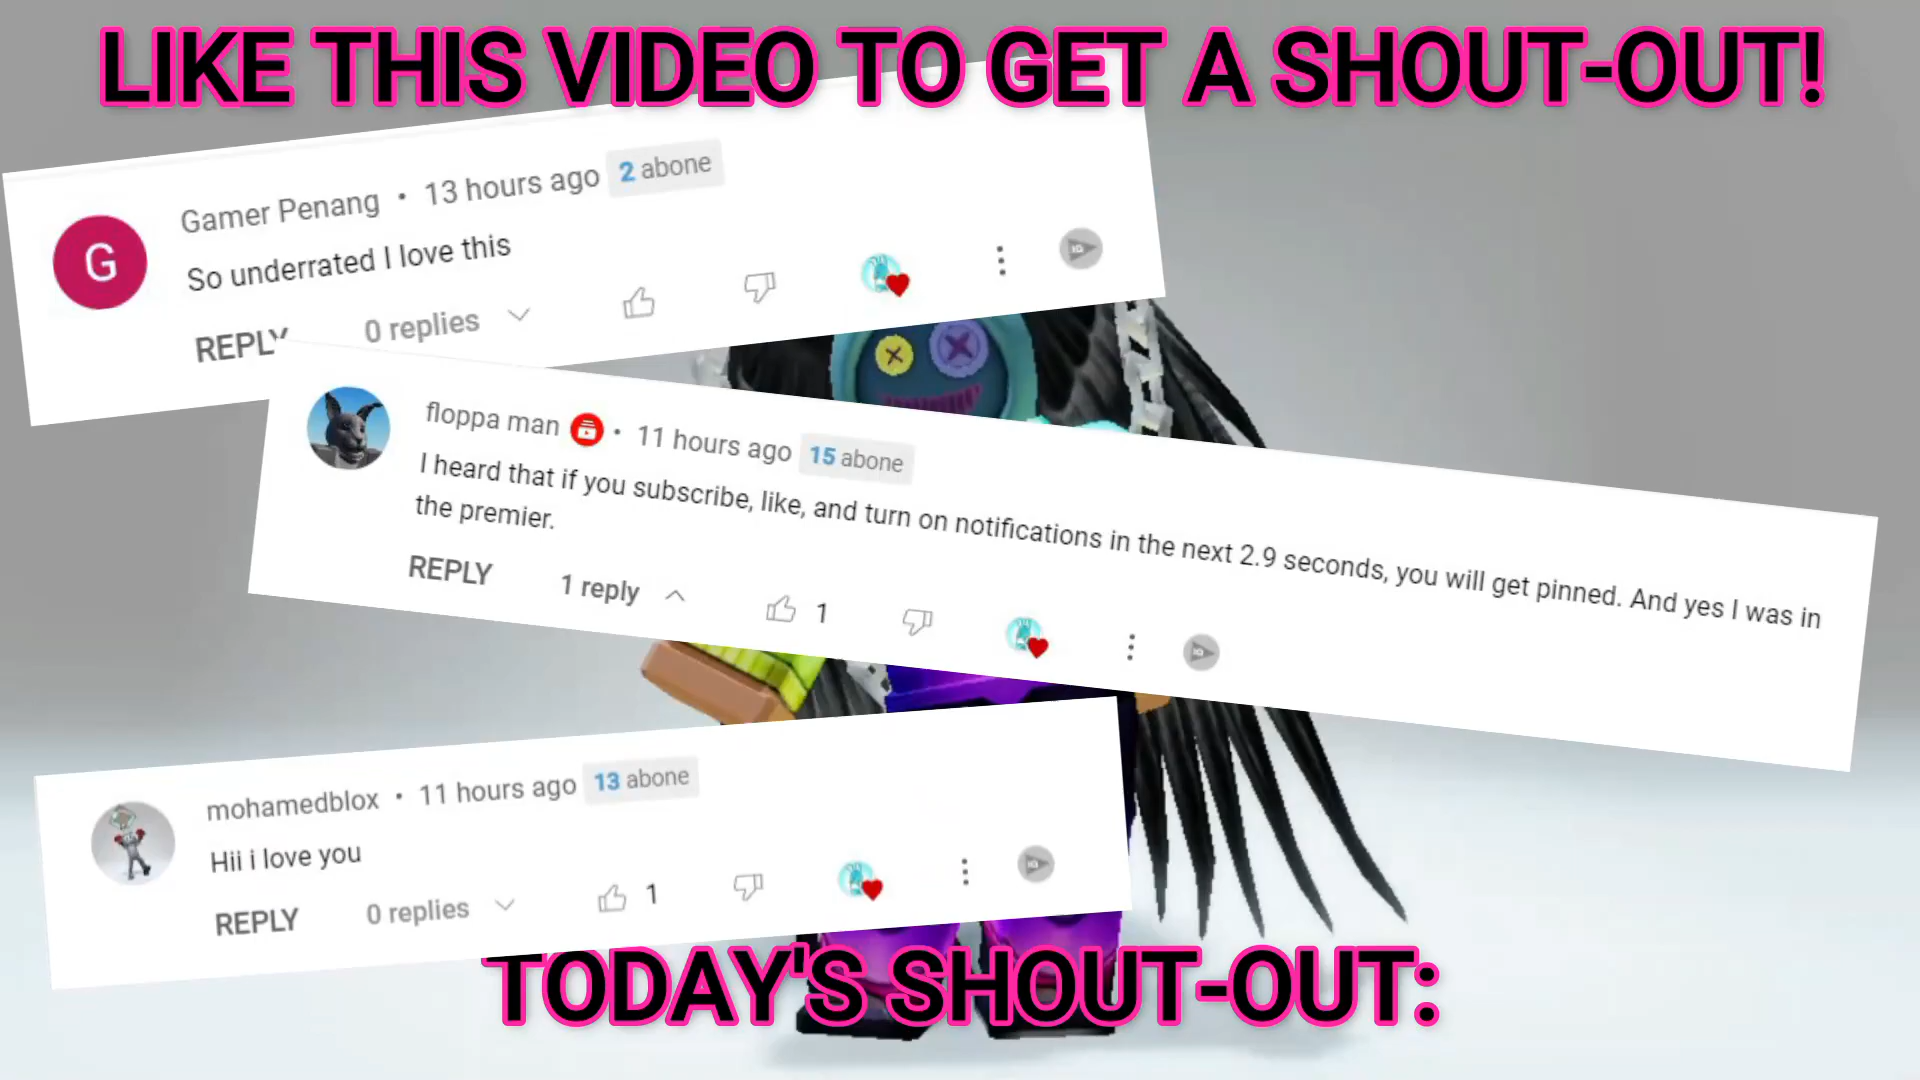 LIKE THIS VIDEO TO GET A SHOUT-OUT!
Gamer Penang • 13 hours ago 2 abone
G
So underrated I love this
REPLY 0 replies
floppa man • 11 hours ago 15 abone
I heard that if you subscribe, like, and turn on notifications in the next 2.9 seconds, you will get pinned. And yes I was in
the premier.
REPLY 1 reply 1
mohamedblox • 11 hours ago 13 abone
Hii i love you
REPLY 0 replies 1
TODAY'S SHOUT-OUT: